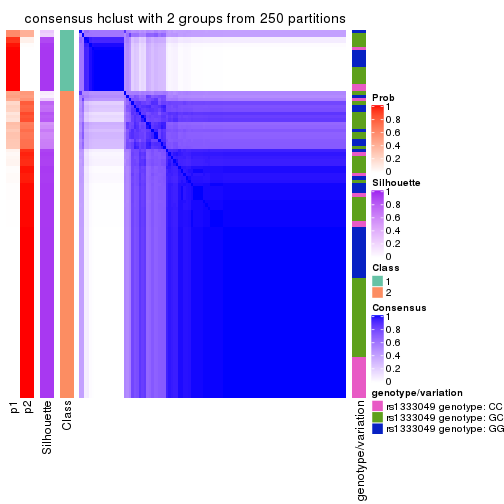 consensus hclust with 2 groups from 250 partitions
Prob
1
0.8
0.6
0.4
0.2
0
Silhouette
1
0.8
0.6
0.4
0.2
0
Class
1
2
Consensus
1
0.8
0.6
0.4
0.2
0
genotype/variation
rs1333049 genotype: CC
rs1333049 genotype: GC
rs1333049 genotype: GG
p1
p2
Silhouette
Class
genotype/variation